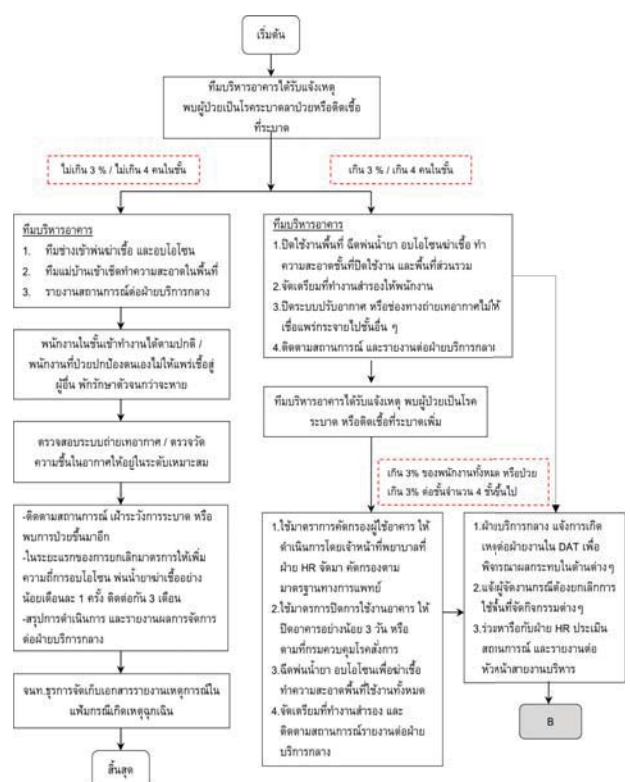 เริ่มต้น
ทีมบริหารอาคารได้รับแจ้งเหตุ
พบผู้ป่วยเป็นโรคระบาดลาป่วยหรือติดเชื้อ
ที่ระบาด
ไม่เกิน 3 % / ไม่เกิน 4 คนในชั้น
เกิน 3 % / เกิน 4 คนในชั้น
ทีมบริหารอาคาร
1. ทีมช่างเข้าพ่นฆ่าเชื้อ และอบโอโซน
2. ทีมแม่บ้านเข้าเช็ดทำความสะอาดในพื้นที่
3. รายงานสถานการณ์ต่อฝ่ายบริการกลาง
ทีมบริหารอาคาร
1.ปิดใช้งานพื้นที่ ฉีดพ่นน้ำยา อบโอโซนฆ่าเชื้อ ทำ
ความสะอาดชั้นที่ปิดใช้งาน และพื้นที่ส่วนรวม
2.จัดเตรียมที่ทำงานสำรองให้พนักงาน
3.ปิดระบบปรับอากาศ หรือช่องทางถ่ายเทอากาศไม่ให้
เชื้อแพร่กระจายไปชั้นอื่น ๆ
4.ติดตามสถานการณ์ และรายงานต่อฝ่ายบริการกลาง
พนักงานในชั้นเข้าทำงานได้ตามปกติ /
พนักงานที่ป่วยปกป้องตนเองไม่ให้แพร่เชื้อสู่
ผู้อื่น พักรักษาตัวจนกว่าจะหาย
ทีมบริหารอาคารได้รับแจ้งเหตุ พบผู้ป่วยเป็นโรค
ระบาด หรือติดเชื้อที่ระบาดเพิ่ม
ตรวจสอบระบบถ่ายเทอากาศ / ตรวจวัด
ความชื้นในอากาศให้อยู่ในระดับเหมาะสม
เกิน 3% ของพนักงานทั้งหมด หรือป่วย
เกิน 3% ต่อชั้นจำนวน 4 ชั้นขึ้นไป
-ติดตามสถานการณ์ เฝ้าระวังการระบาด หรือ
พบการป่วยขึ้นมาอีก
-ในระยะแรกของการยกเลิกมาตรการให้เพิ่ม
ความถี่การอบโอโซน พ่นน้ำยาฆ่าเชื้ออย่าง
น้อยเดือนละ 1 ครั้ง ติดต่อกัน 3 เดือน
-สรุปการดำเนินการ และรายงานผลการจัดการ
ต่อฝ่ายบริการกลาง
1.ใช้มาตราการคัดกรองผู้ใช้อาคาร ให้
ดำเนินการโดยเจ้าหน้าที่พยาบาลที่
ฝ่าย HR จัดมา คัดกรองตาม
มาตรฐานทางการแพทย์
2.ใช้มาตรการปิดการใช้งานอาคาร ให้
ปิดอาคารอย่างน้อย 3 วัน หรือ
ตามที่กรมควบคุมโรคสั่งการ
3.ฉีดพ่นน้ำยา อบโอโซนเพื่อฆ่าเชื้อ
ทำความสะอาดพื้นที่ใช้งานทั้งหมด
4.จัดเตรียมที่ทำงานสำรอง และ
ติดตามสถานการณ์รายงานต่อฝ่าย
บริการกลาง
1.ฝ่ายบริการกลาง แจ้งการเกิด
เหตุต่อฝ่ายงานใน DAT เพื่อ
พิจารณาผลกระทบในด้านต่างๆ
2.แจ้งผู้จัดงานกรณีต้องยกเลิกการ
ใช้พื้นที่จัดกิจกรรมต่างๆ
3.ร่วมหารือกับฝ่าย HR ประเมิน
สถานการณ์ และรายงานต่อ
หัวหน้าสายงานบริหาร
จนท.ธุรการจัดเก็บเอกสารรายงานเหตุการณ์ใน
แฟ้มกรณีเกิดเหตุฉุกเฉิน
B
สิ้นสุด